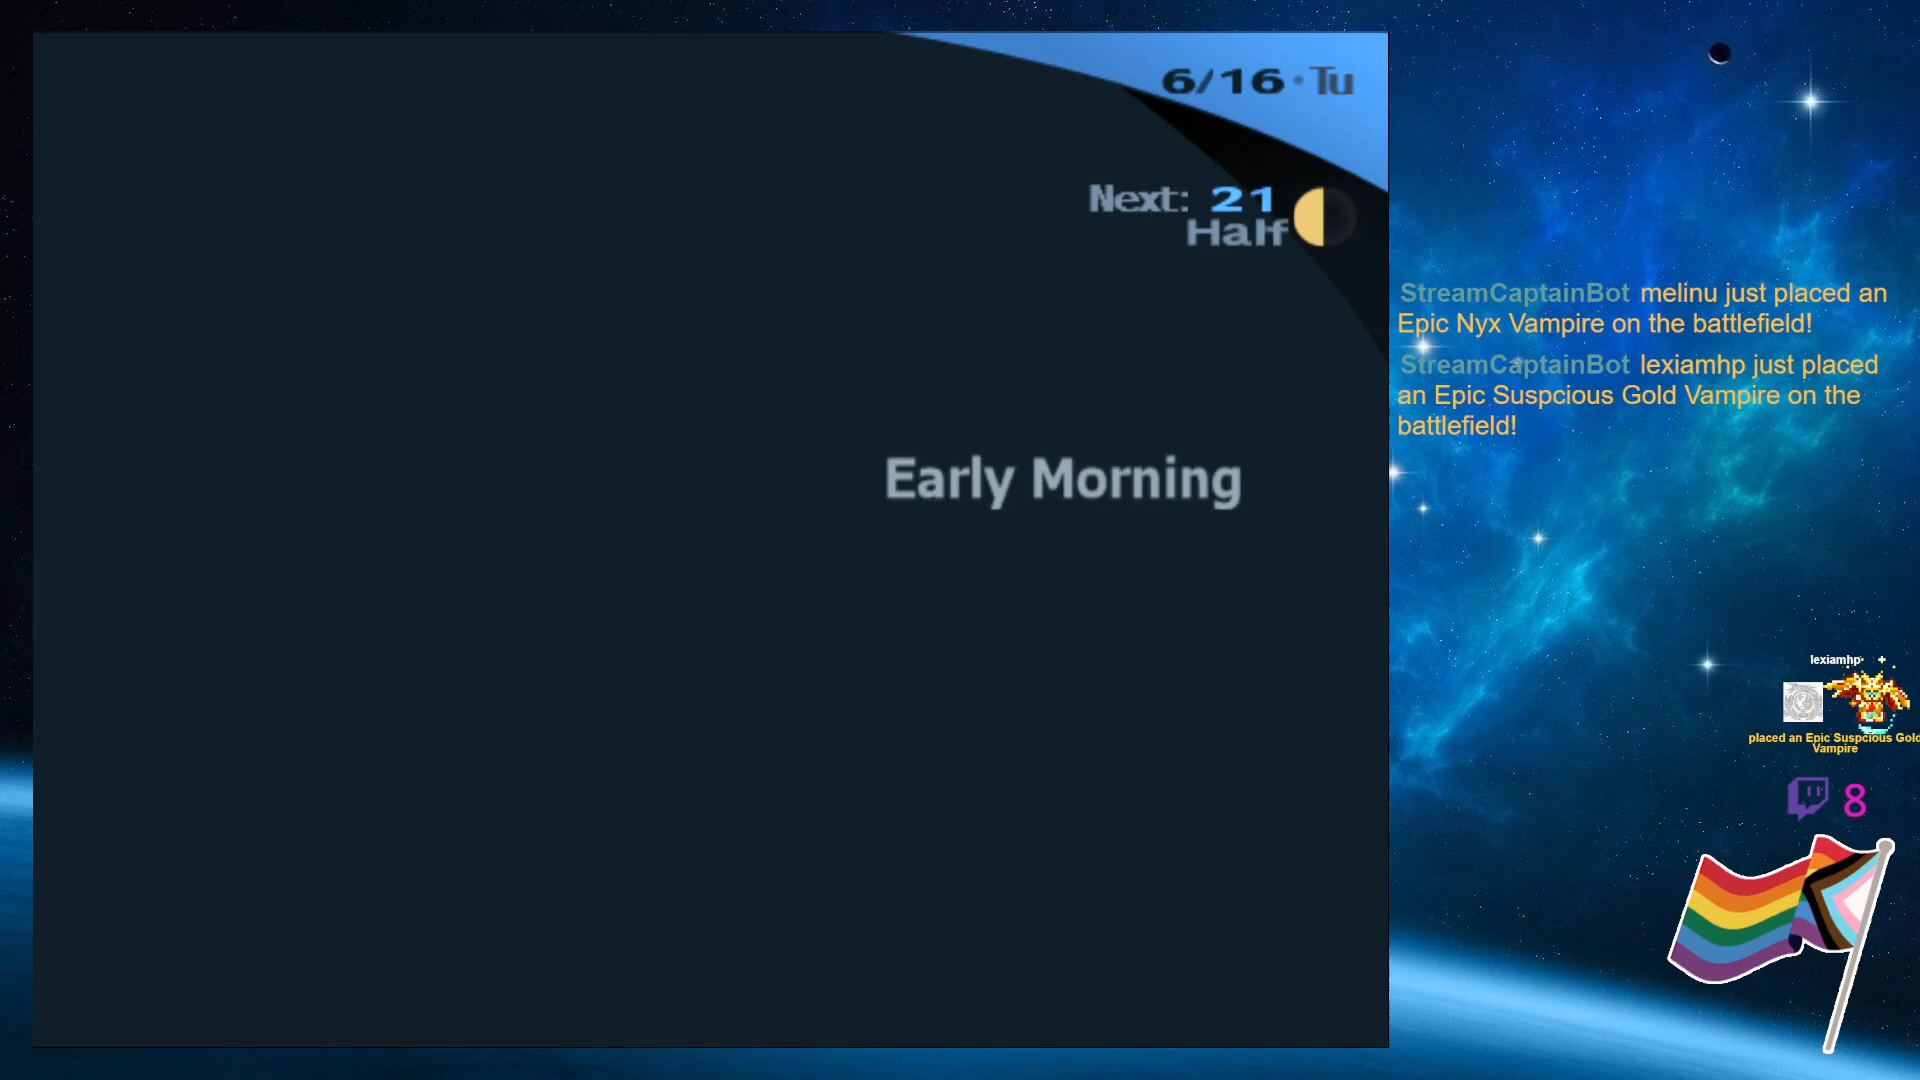 6/16 · Tu
Next: 21
Half
Early Morning
StreamCaptainBot melinu just placed an
Epic Nyx Vampire on the battlefield!
StreamCaptainBot lexiamhp just placed
an Epic Suspcious Gold Vampire on the
battlefield!
lexiamhp
placed an Epic Suspcious Gold
Vampire
8